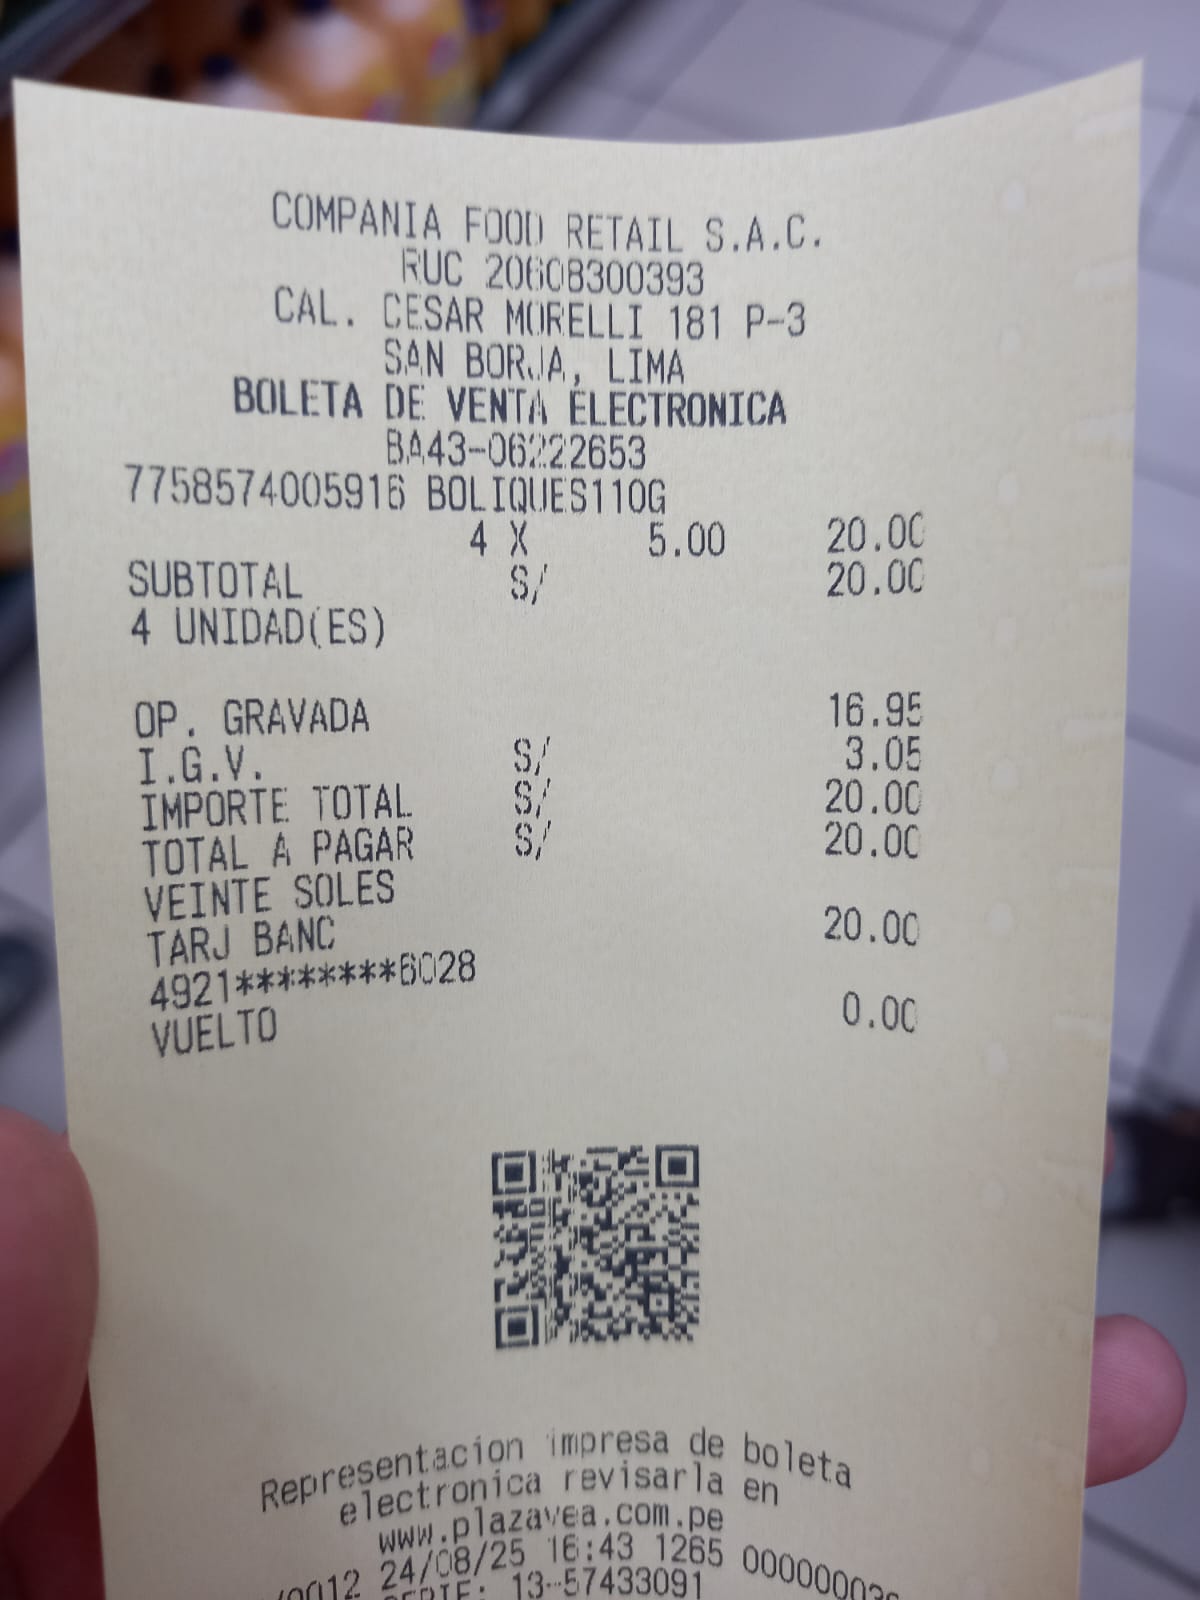 COMPANIA FOOD RETAIL S.A.C.
RUC 20608300393
CAL. CESAR MORELLI 181 P-3
SAN BORJA, LIMA
BOLETA DE VENTA ELECTRONICA
BA43-06222653
7758574005916 BOLIQUES110G
4 X 5.00 20.00
SUBTOTAL S/ 20.00
4 UNIDAD(ES)
OP. GRAVADA 16.95
I.G.V. S/ 3.05
IMPORTE TOTAL S/ 20.00
TOTAL A PAGAR S/ 20.00
VEINTE SOLES
TARJ BANC 20.00
4921********6028
VUELTO 0.00
Representacion impresa de boleta
electronica revisarla en
www.plazavea.com.pe
/0012 24/08/25 16:43 1265
13-57433091